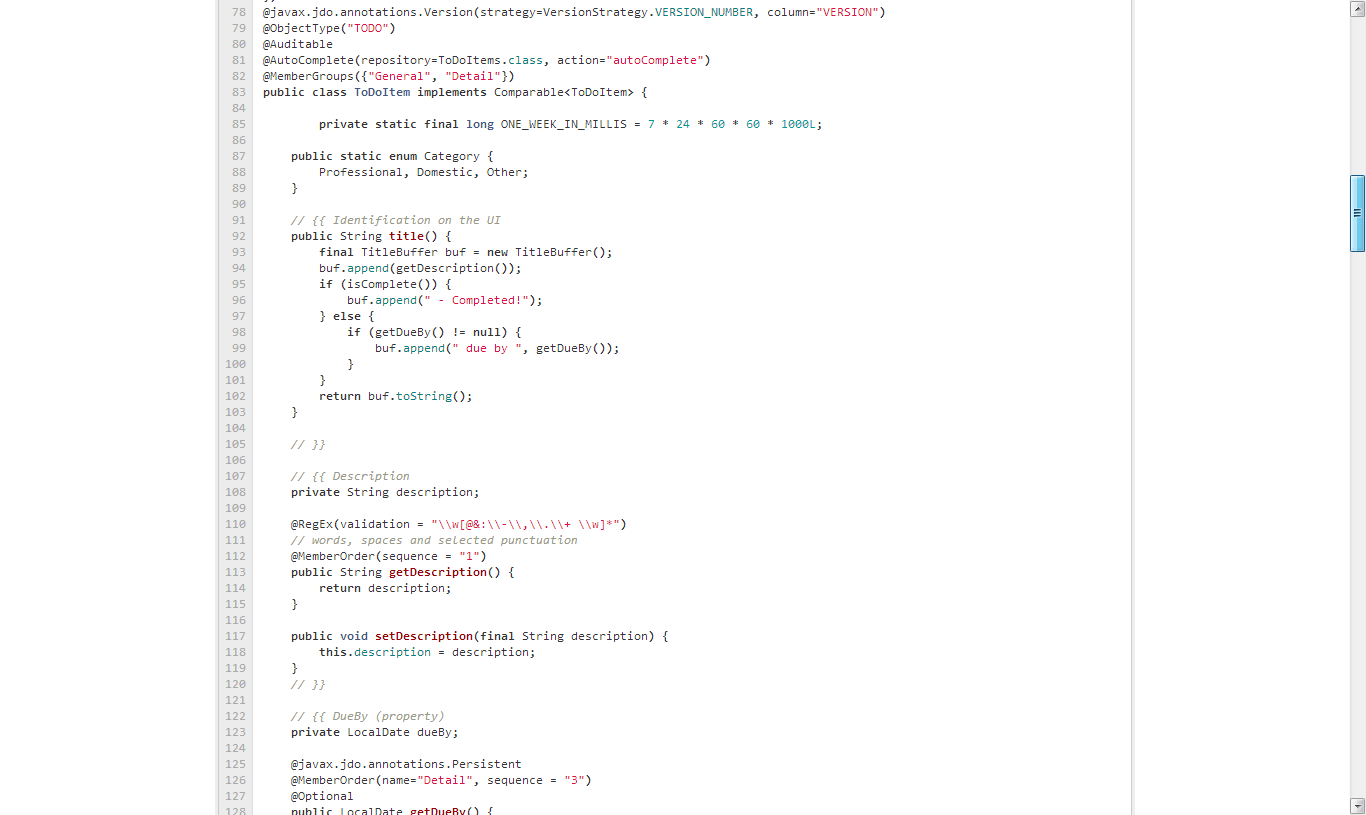 78 @javax.jdo.annotations.Version(strategy=VersionStrategy.VERSION_NUMBER, column="VERSION")
79 @ObjectType("TODO")
80 @Auditable
81 @AutoComplete(repository=ToDoItems.class, action="autoComplete")
82 @MemberGroups({"General", "Detail"})
83 public class ToDoItem implements Comparable<ToDoItem> {
84
85 private static final long ONE_WEEK_IN_MILLIS = 7 * 24 * 60 * 60 * 1000L;
86
87 public static enum Category {
88 Professional, Domestic, Other;
89 }
90
91 // {{ Identification on the UI
92 public String title() {
93 final TitleBuffer buf = new TitleBuffer();
94 buf.append(getDescription());
95 if (isComplete()) {
96 buf.append(" - Completed!");
97 } else {
98 if (getDueBy() != null) {
99 buf.append(" due by ", getDueBy());
100 }
101 }
102 return buf.toString();
103 }
104
105 // }}
106
107 // {{ Description
108 private String description;
109
110 @RegEx(validation = "\\w[@&:\\-\\,\\.\\+ \\w]*")
111 // words, spaces and selected punctuation
112 @MemberOrder(sequence = "1")
113 public String getDescription() {
114 return description;
115 }
116
117 public void setDescription(final String description) {
118 this.description = description;
119 }
120 // }}
121
122 // {{ DueBy (property)
123 private LocalDate dueBy;
124
125 @javax.jdo.annotations.Persistent
126 @MemberOrder(name="Detail", sequence = "3")
127 @Optional
128 public LocalDate getDueBy() {